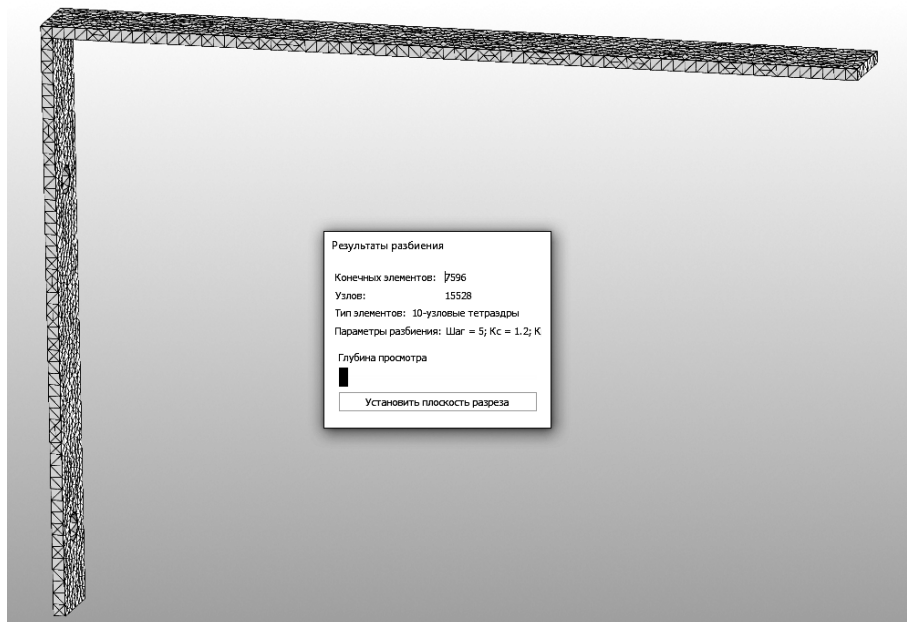 Результаты разбиения
Конечных элементов: 7596
Узлов: 15528
Тип элементов: 10-узловые тетраэдры
Параметры разбиения: Шаг = 5; Кс = 1.2; К
Глубина просмотра
Установить плоскость разреза